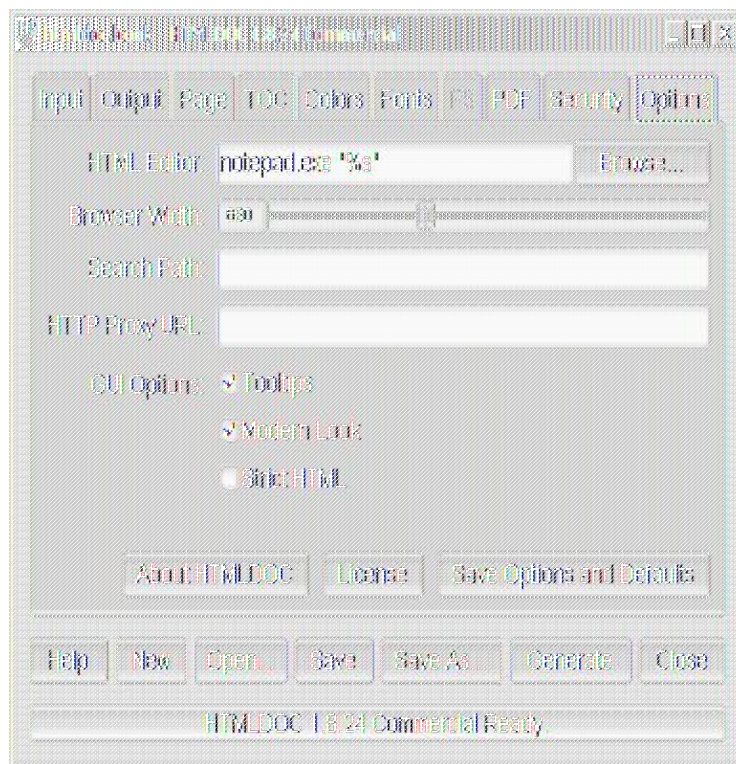 HTMLDOC 1.8.24 Commercial
Input Output Page TOC Colors Fonts PS PDF Security Options
HTML Editor notepad.exe "%s" Browse...
Browser Width:
Search Path:
HTTP Proxy URL:
GUI Options: Tooltips
Modern Look
Strict HTML
About HTMLDOC License Save Options and Defaults
Help New Open... Save Save As... Generate Close
HTMLDOC 1.8.24 Commercial Ready.